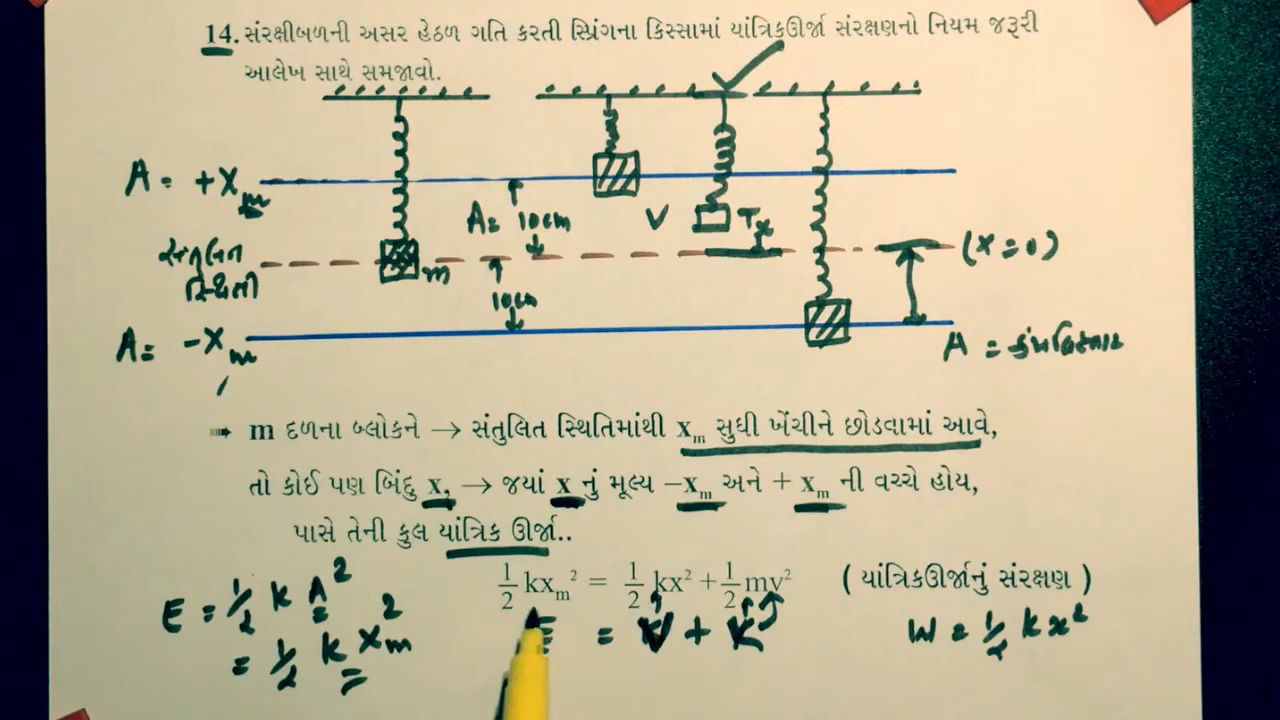 14. સંરક્ષીબળની અસર હેઠળ ગતિ કરતી સ્પ્રિંગના કિસ્સામાં યાંત્રિકઊર્જા સંરક્ષણનો નિયમ જરૂરી
આલેખ સાથે સમજાવો.
A = +Xm
A = 10cm
V
x
સંતુલિત
સ્થિતી
m
(x=0)
10cm
A = -Xm
A = કંપવિસ્તાર
➠ m દળના બ્લોકને → સંતુલિત સ્થિતિમાંથી xm સુધી ખેંચીને છોડવામાં આવે,
તો કોઈ પણ બિંદુ x, → જયાં x નું મૂલ્ય −xm અને + xm ની વચ્ચે હોય,
પાસે તેની કુલ યાંત્રિક ઊર્જા..
½ kxm² = ½ kx² + ½ mv² ( યાંત્રિકઊર્જાનું સંરક્ષણ )
E = ½ k A²
E = V + K
W = ½ k x²
= ½ k xm²